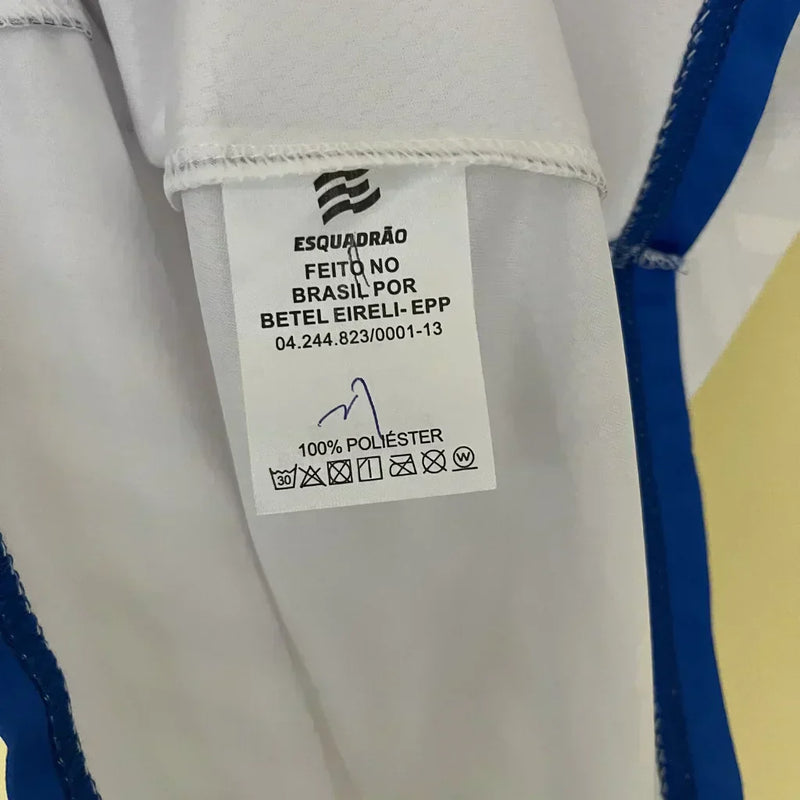 ESQUADRÃO
FEITO NO
BRASIL POR
BETEL EIRELI- EPP
04.244.823/0001-13
100% POLIÉSTER
30
W